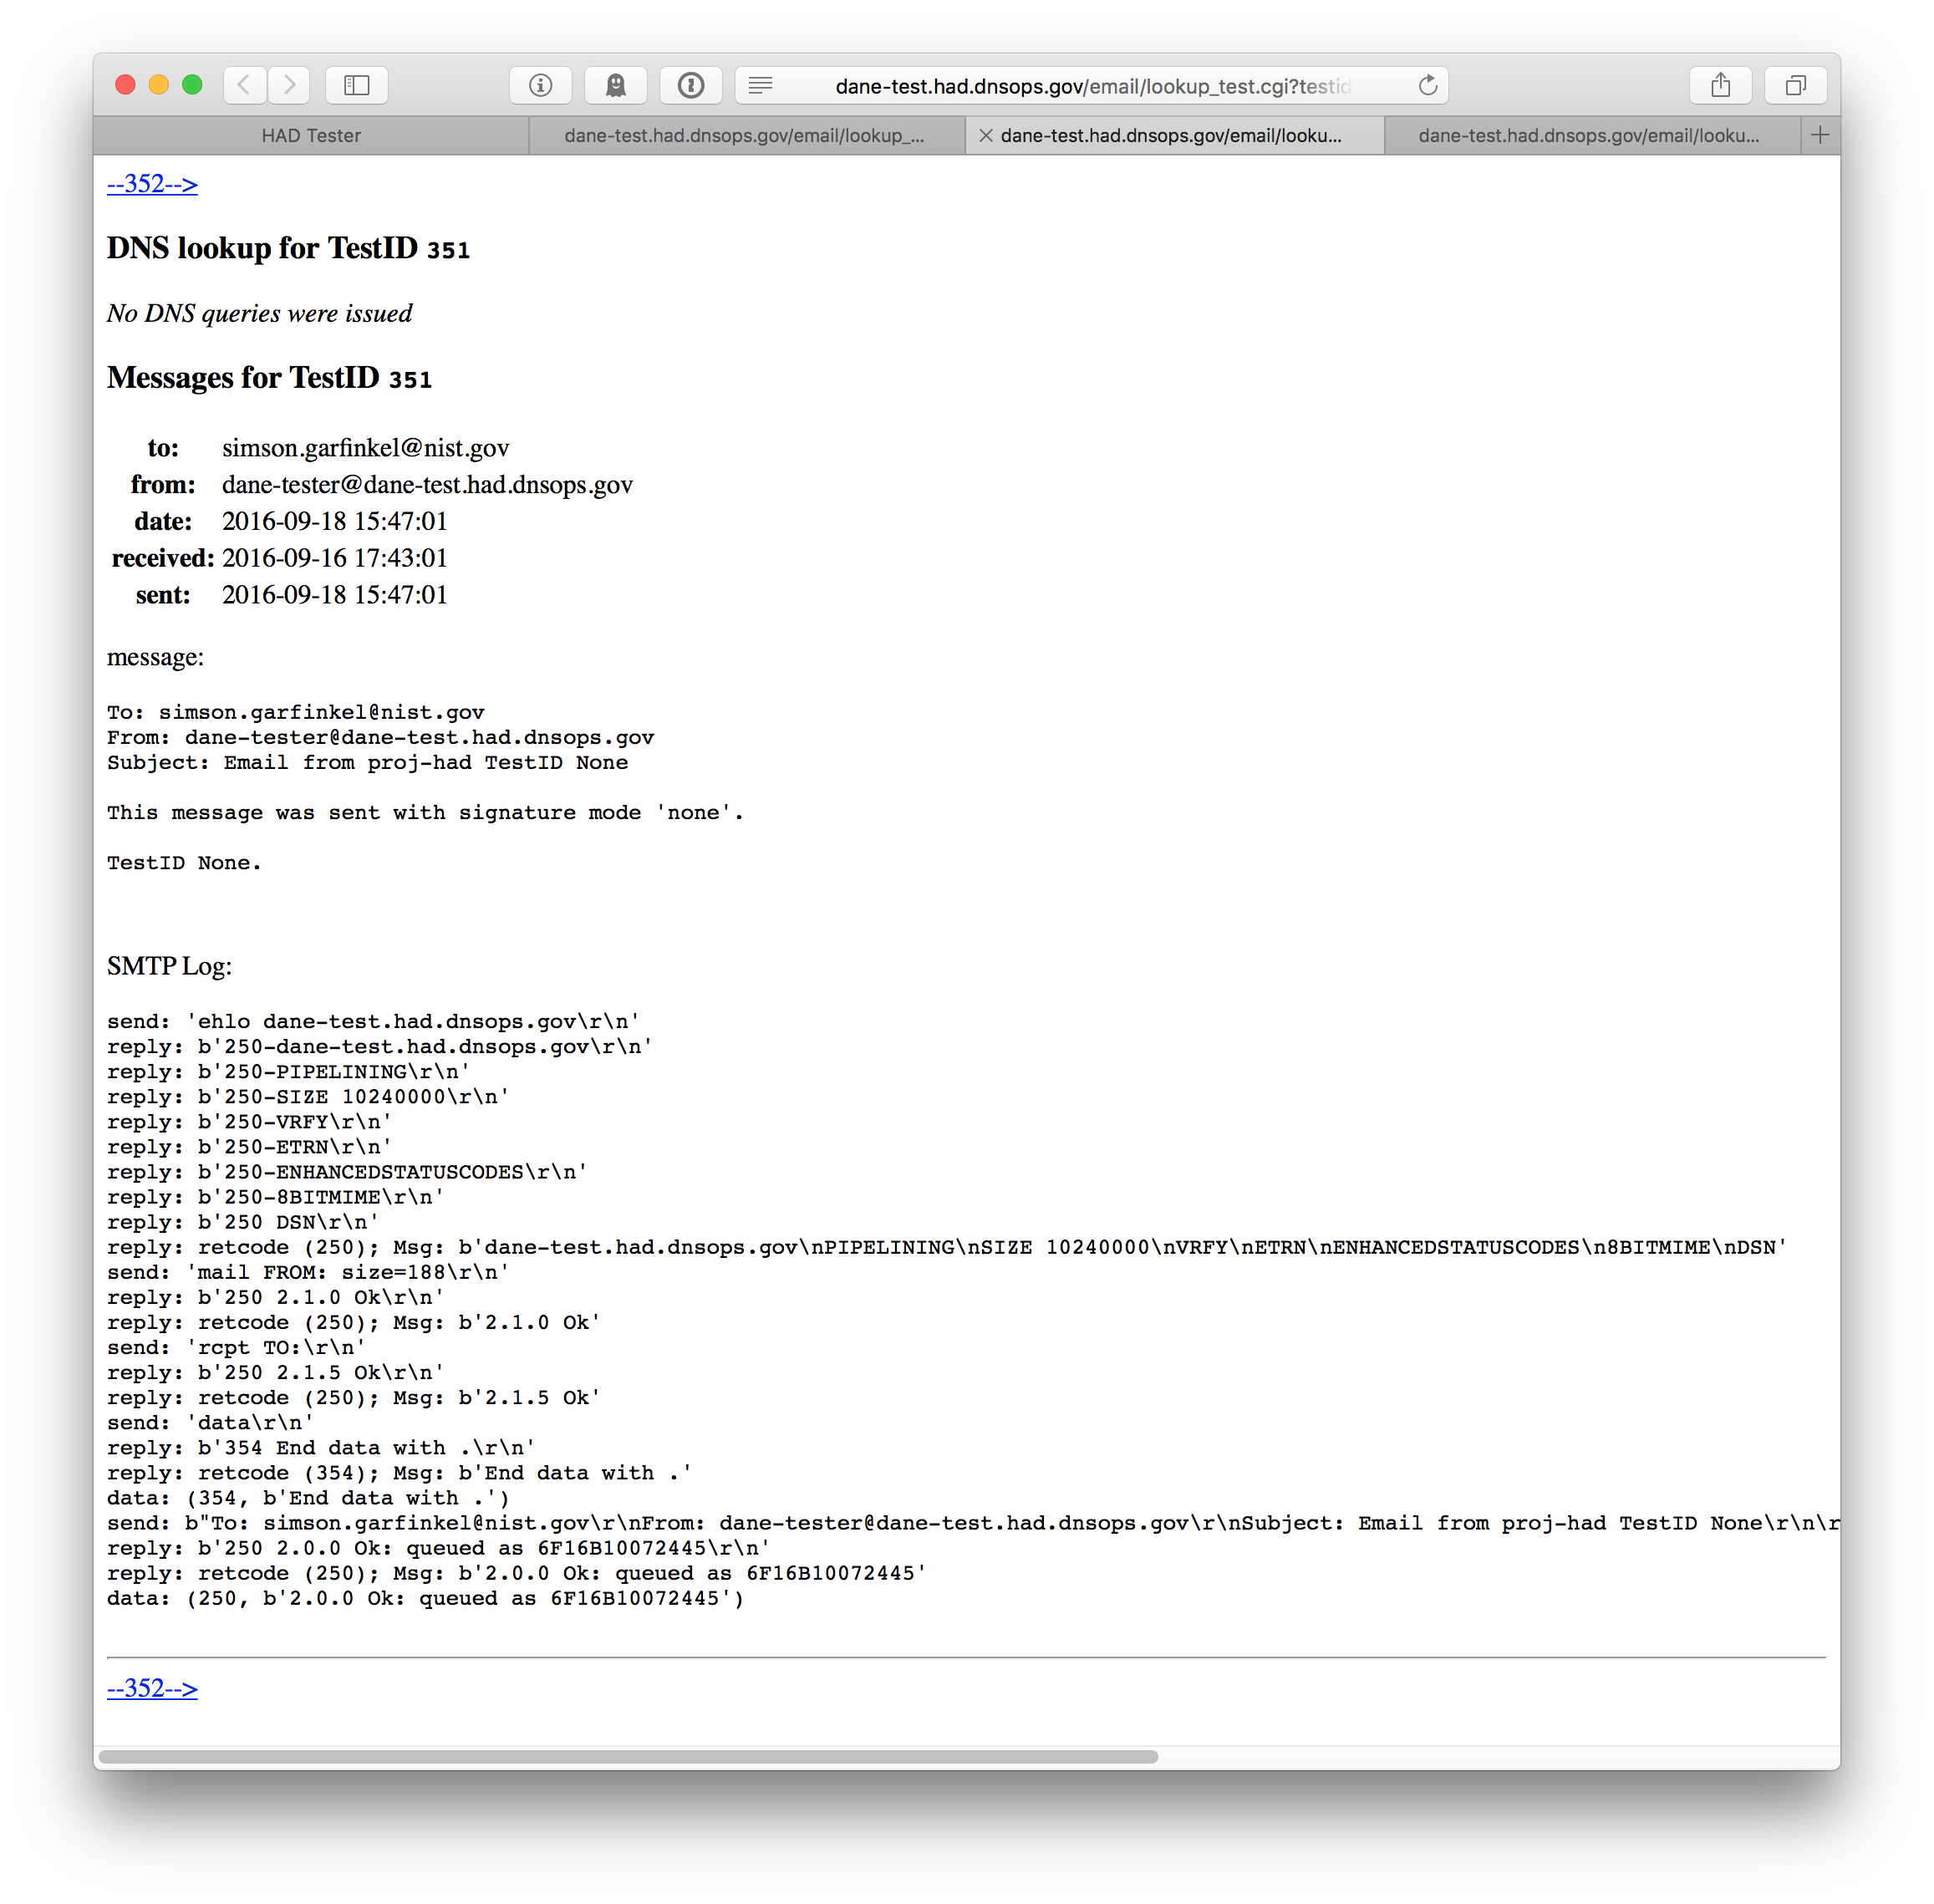 dane-test.had.dnsops.gov/email/lookup_test.cgi?testid
HAD Tester
dane-test.had.dnsops.gov/email/lookup_...
dane-test.had.dnsops.gov/email/looku...
dane-test.had.dnsops.gov/email/looku...
--352-->
DNS lookup for TestID 351
No DNS queries were issued
Messages for TestID 351
to: simson.garfinkel@nist.gov
from: dane-tester@dane-test.had.dnsops.gov
date: 2016-09-18 15:47:01
received: 2016-09-16 17:43:01
sent: 2016-09-18 15:47:01
message:
To: simson.garfinkel@nist.gov
From: dane-tester@dane-test.had.dnsops.gov
Subject: Email from proj-had TestID None
This message was sent with signature mode 'none'.
TestID None.
SMTP Log:
send: 'ehlo dane-test.had.dnsops.gov\r\n'
reply: b'250-dane-test.had.dnsops.gov\r\n'
reply: b'250-PIPELINING\r\n'
reply: b'250-SIZE 10240000\r\n'
reply: b'250-VRFY\r\n'
reply: b'250-ETRN\r\n'
reply: b'250-ENHANCEDSTATUSCODES\r\n'
reply: b'250-8BITMIME\r\n'
reply: b'250 DSN\r\n'
reply: retcode (250); Msg: b'dane-test.had.dnsops.gov\nPIPELINING\nSIZE 10240000\nVRFY\nETRN\nENHANCEDSTATUSCODES\n8BITMIME\nDSN'
send: 'mail FROM: size=188\r\n'
reply: b'250 2.1.0 Ok\r\n'
reply: retcode (250); Msg: b'2.1.0 Ok'
send: 'rcpt TO:\r\n'
reply: b'250 2.1.5 Ok\r\n'
reply: retcode (250); Msg: b'2.1.5 Ok'
send: 'data\r\n'
reply: b'354 End data with .\r\n'
reply: retcode (354); Msg: b'End data with .'
data: (354, b'End data with .')
send: b"To: simson.garfinkel@nist.gov\r\nFrom: dane-tester@dane-test.had.dnsops.gov\r\nSubject: Email from proj-had TestID None\r\n\r
reply: b'250 2.0.0 Ok: queued as 6F16B10072445\r\n'
reply: retcode (250); Msg: b'2.0.0 Ok: queued as 6F16B10072445'
data: (250, b'2.0.0 Ok: queued as 6F16B10072445')
--352-->